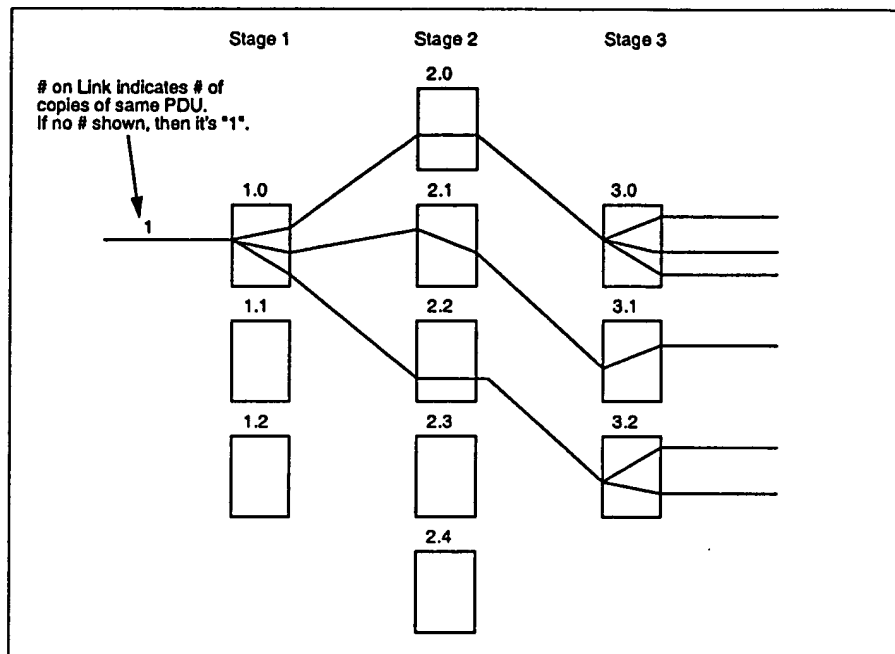 Stage 1 Stage 2 Stage 3
# on Link indicates # of
copies of same PDU.
If no # shown, then it's "1".
2.0
1
1.0 2.1 3.0
1.1 2.2 3.1
1.2 2.3 3.2
2.4